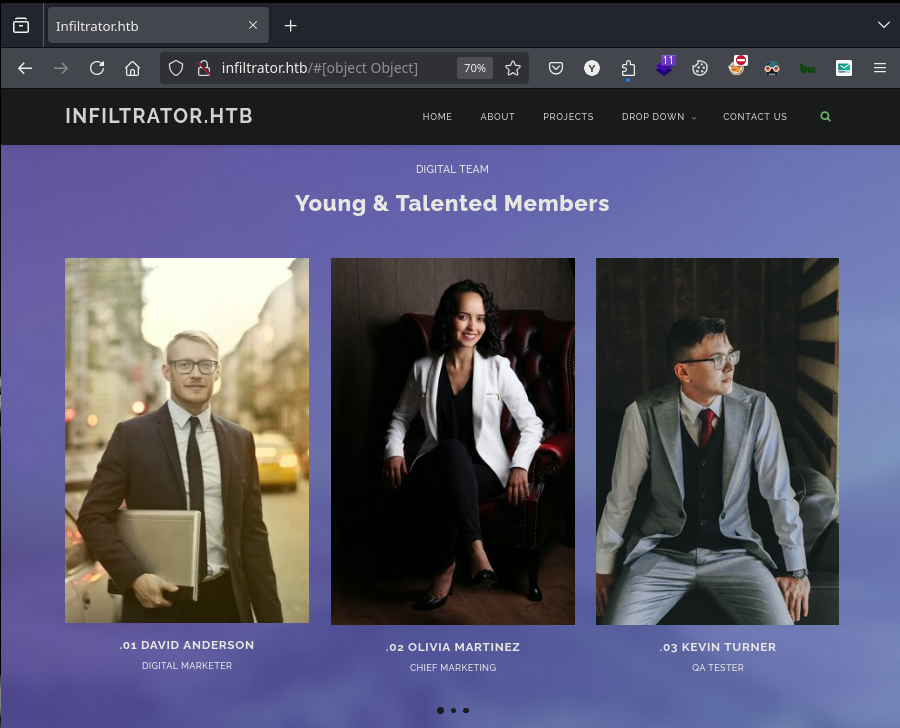 Infiltrator.htb
infiltrator.htb/#[object Object]
70%
Y
11
bw
INFILTRATOR.HTB
HOME
ABOUT
PROJECTS
DROP DOWN
CONTACT US
DIGITAL TEAM
Young & Talented Members
.01 DAVID ANDERSON
DIGITAL MARKETER
.02 OLIVIA MARTINEZ
CHIEF MARKETING
.03 KEVIN TURNER
QA TESTER